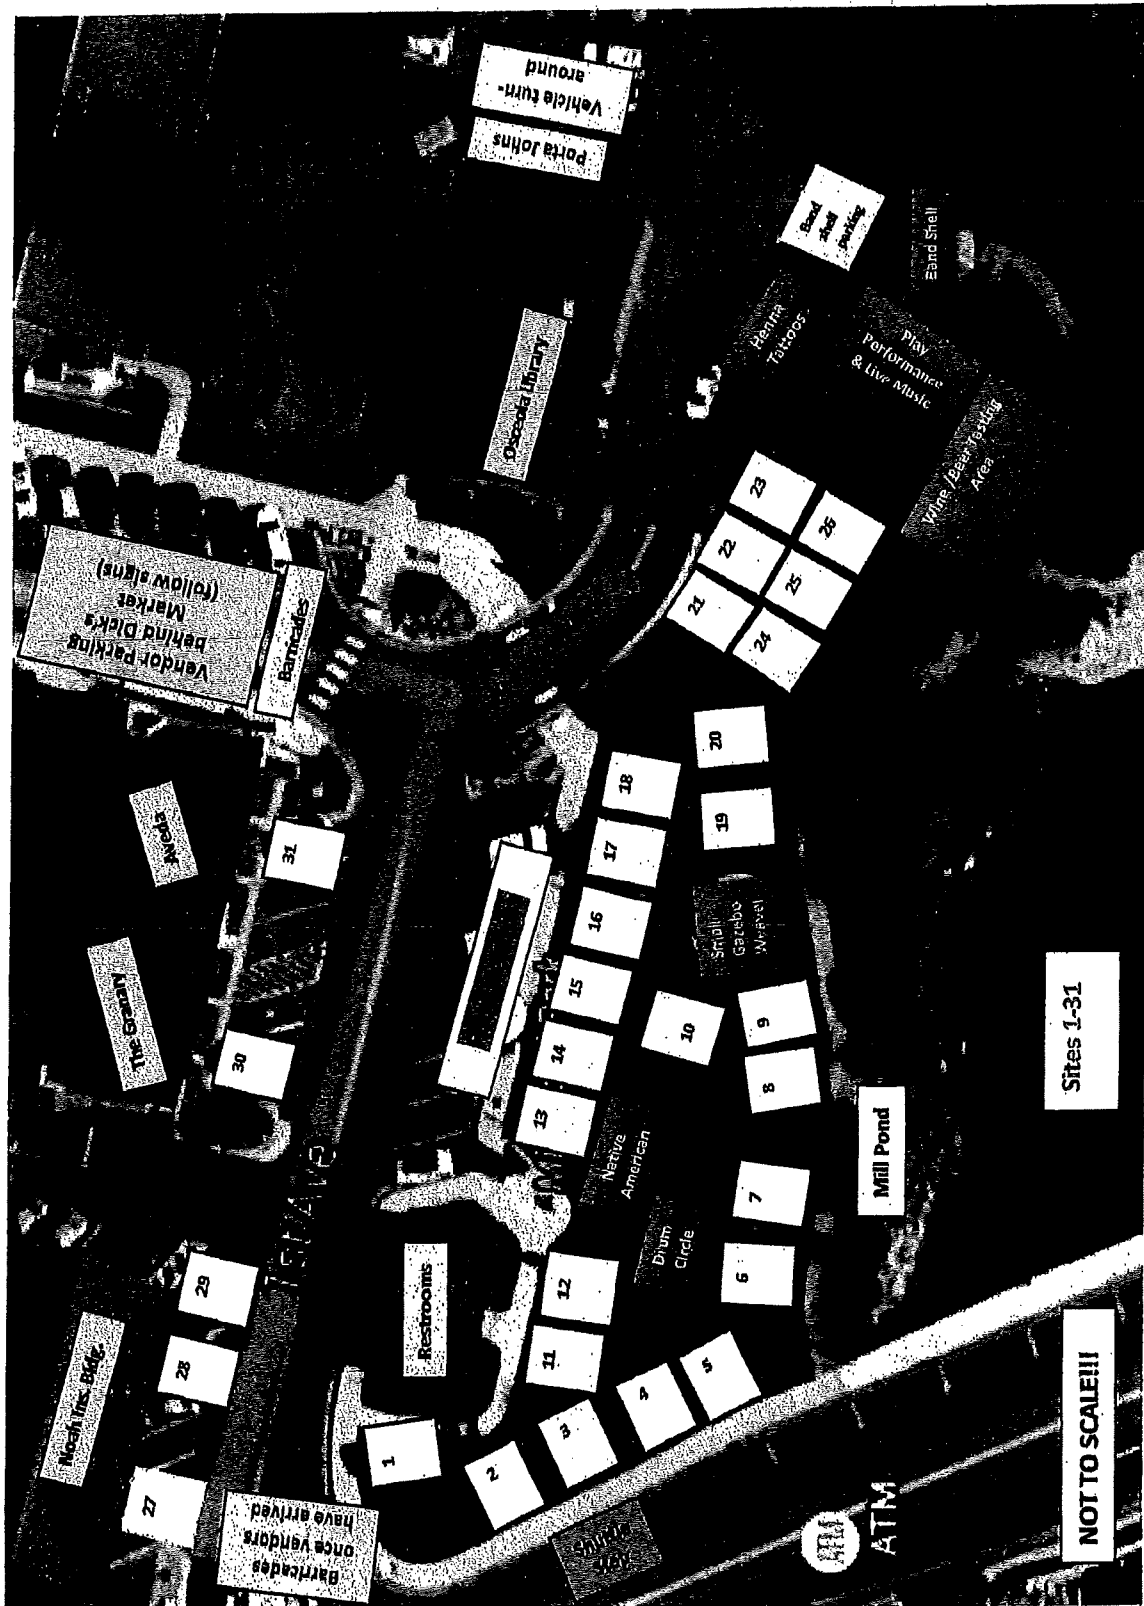 Vehicle turn-
around
Porta Johns
Band
shell
parking
Band Shell
Henna
Tattoos
Play
Performance
& Live Music
Wine /Beer Tasting
Area
Osceola Library
Vendor Parking
behind Dick's
Market
(follow signs)
Barricades
23
22
21
26
25
24
20
19
18
17
16
15
14
13
Aveda
31
The Granary
30
Small
Gazebo
Weaver
10
9
8
7
6
Native
American
Drum
Circle
Mill Pond
Sites 1-31
Restrooms
12
11
29
28
27
Noah Ins. Bldg.
Barricades
once vendors
have arrived
1
2
3
4
5
ATM
NOT TO SCALE!!!